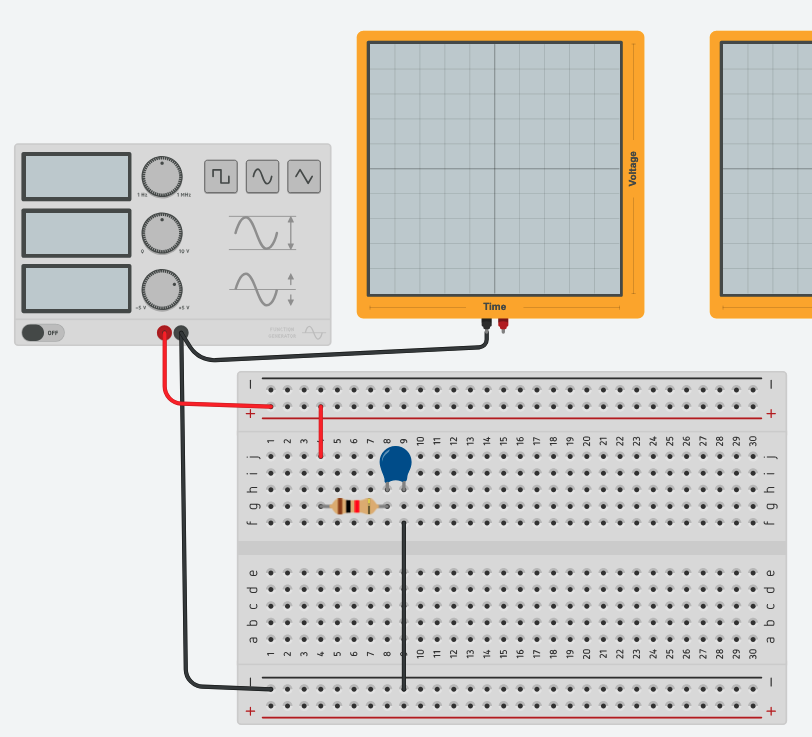 Voltage
1 Hz 1 MHz
0 10 V
-5 V +5 V
Time
OFF
FUNCTION
GENERATOR
− −
+ +
1 2 3 4 5 6 7 8 9 10 11 12 13 14 15 16 17 18 19 20 21 22 23 24 25 26 27 28 29 30
j j
i i
h h
g g
f f
e e
d d
c c
b b
a a
1 2 3 4 5 6 7 8 9 10 11 12 13 14 15 16 17 18 19 20 21 22 23 24 25 26 27 28 29 30
− −
+ +